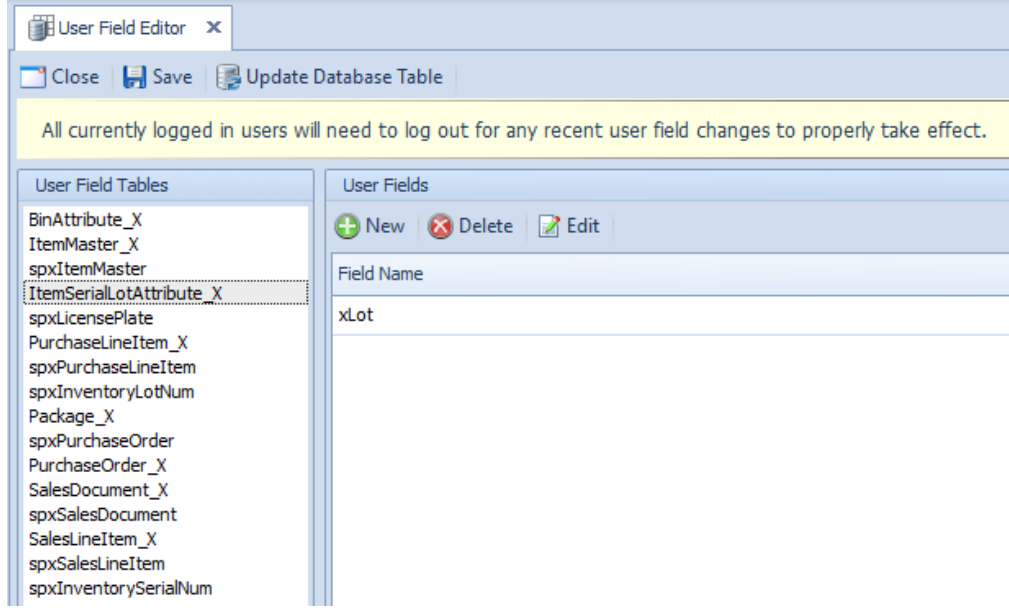 User Field Editor x
Close Save Update Database Table
All currently logged in users will need to log out for any recent user field changes to properly take effect.
User Field Tables
BinAttribute_X
ItemMaster_X
spxItemMaster
ItemSerialLotAttribute_X
spxLicensePlate
PurchaseLineItem_X
spxPurchaseLineItem
spxInventoryLotNum
Package_X
spxPurchaseOrder
PurchaseOrder_X
SalesDocument_X
spxSalesDocument
SalesLineItem_X
spxSalesLineItem
spxInventorySerialNum
User Fields
New Delete Edit
Field Name
xLot